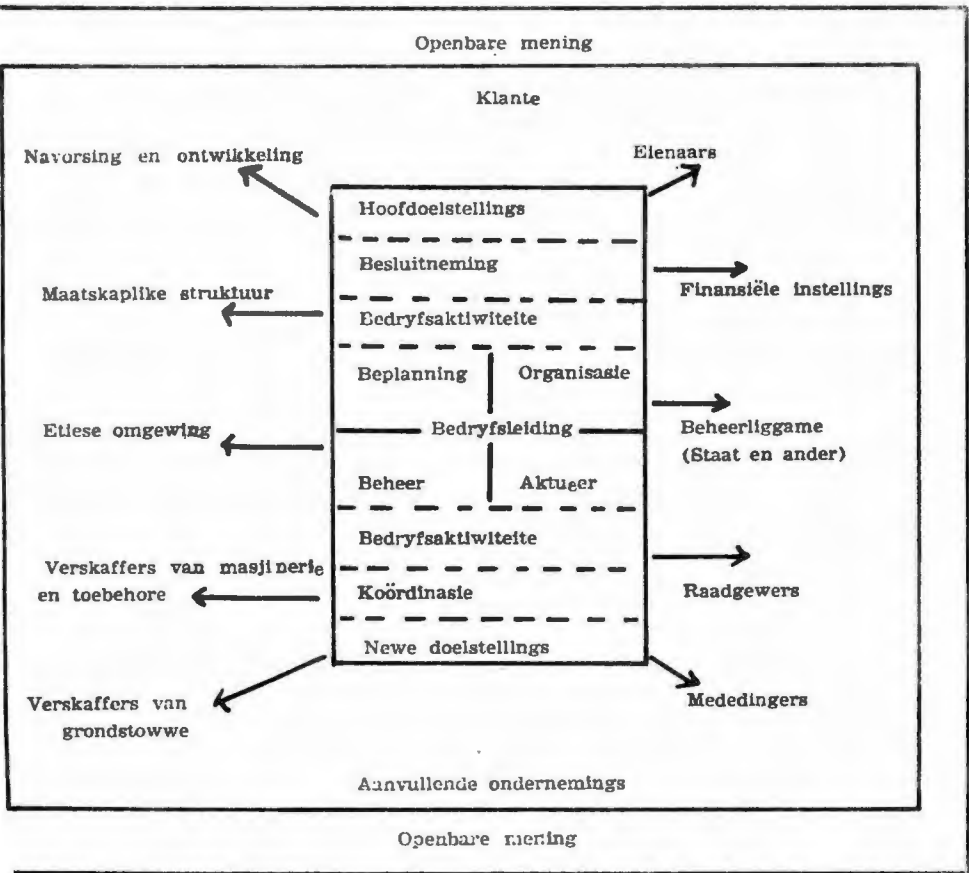 Openbare mening
Klante
Navorsing en ontwikkeling
Eienaars
Hoofdoelstellings
Besluitneming
Finansiële instellings
Maatskaplike struktuur
Bedryfsaktiwiteite
Beplanning
Organisasie
Etiese omgewing
Bedryfsleiding
Beheerliggame
(Staat en ander)
Beheer
Aktueer
Bedryfsaktiwiteite
Verskaffers van masjinerie
en toebehore
Koördinasie
Raadgewers
Newe doelstellings
Verskaffers van
grondstowwe
Mededingers
Aanvullende ondernemings
Openbare mening